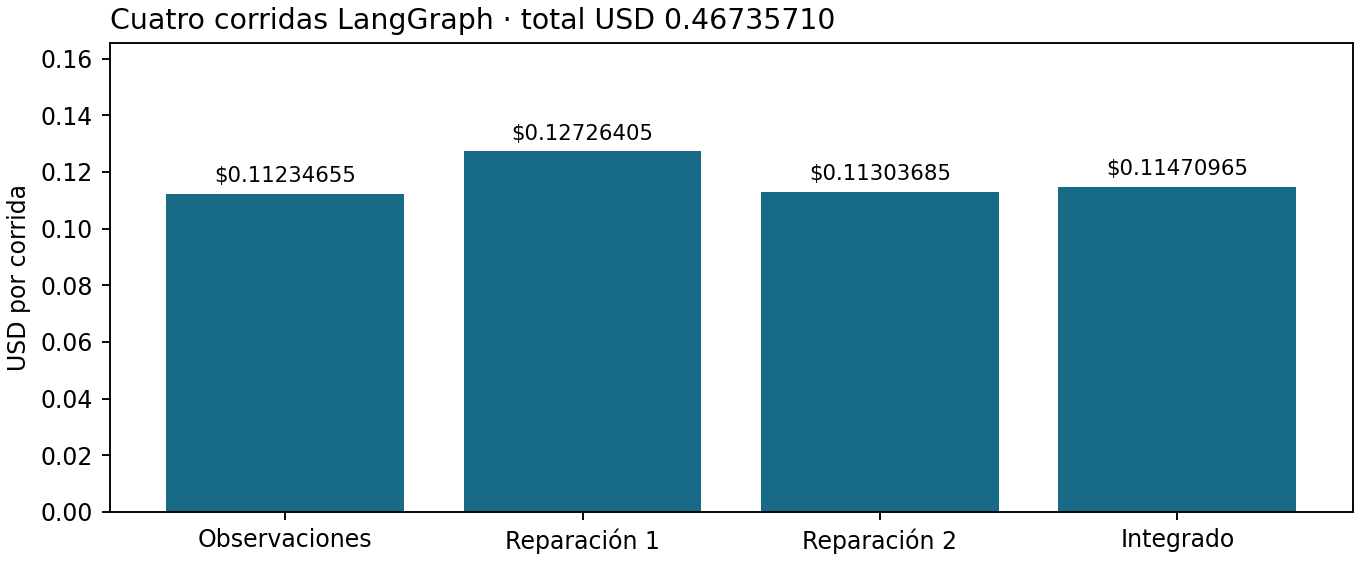 Cuatro corridas LangGraph · total USD 0.46735710
USD por corrida
0.16
0.14
0.12
0.10
0.08
0.06
0.04
0.02
0.00
$0.11234655
$0.12726405
$0.11303685
$0.11470965
Observaciones
Reparación 1
Reparación 2
Integrado